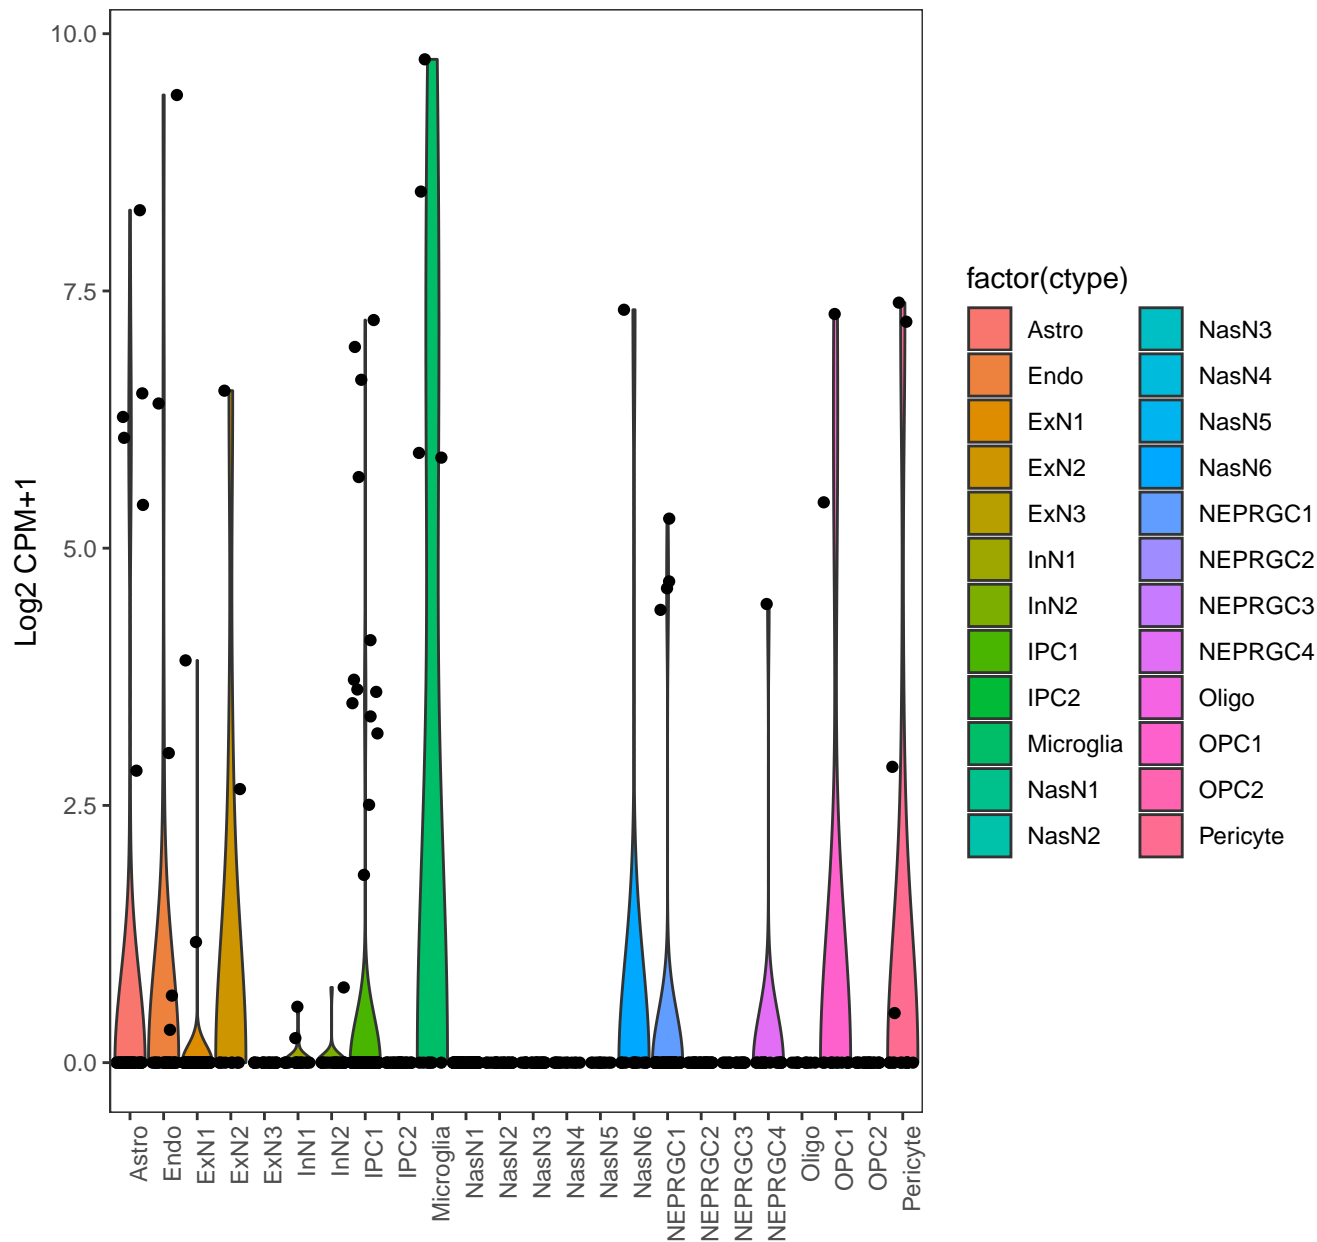 10.0
7.5
5.0
2.5
0.0
Log2 CPM+1
Astro
Endo
ExN1
ExN2
ExN3
InN1
InN2
IPC1
IPC2
Microglia
NasN1
NasN2
NasN3
NasN4
NasN5
NasN6
NEPRGC1
NEPRGC2
NEPRGC3
NEPRGC4
Oligo
OPC1
OPC2
Pericyte
factor(ctype)
Astro
Endo
ExN1
ExN2
ExN3
InN1
InN2
IPC1
IPC2
Microglia
NasN1
NasN2
NasN3
NasN4
NasN5
NasN6
NEPRGC1
NEPRGC2
NEPRGC3
NEPRGC4
Oligo
OPC1
OPC2
Pericyte